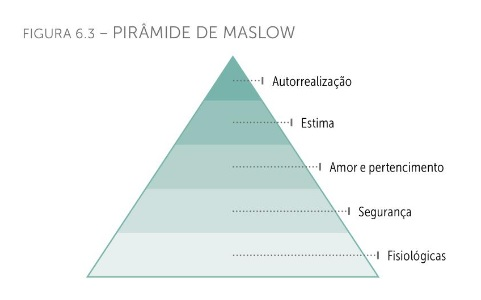 FIGURA 6.3 – PIRÂMIDE DE MASLOW
Autorrealização
Estima
Amor e pertencimento
Segurança
Fisiológicas